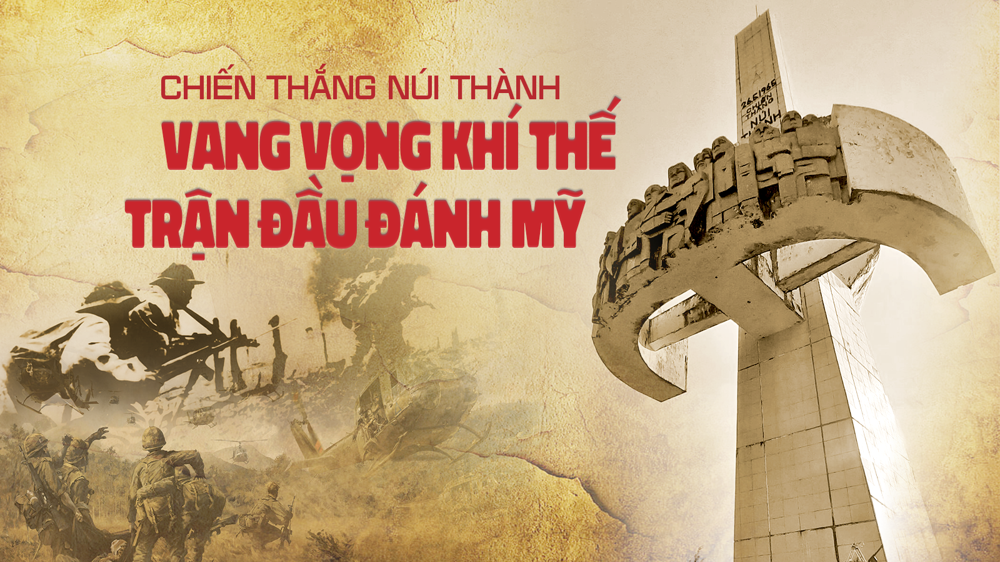 CHIẾN THẮNG NÚI THÀNH
VANG VỌNG KHÍ THẾ
TRẬN ĐẦU ĐÁNH MỸ
26.5.1965
CHIẾN
THẮNG
NÚI
THÀNH